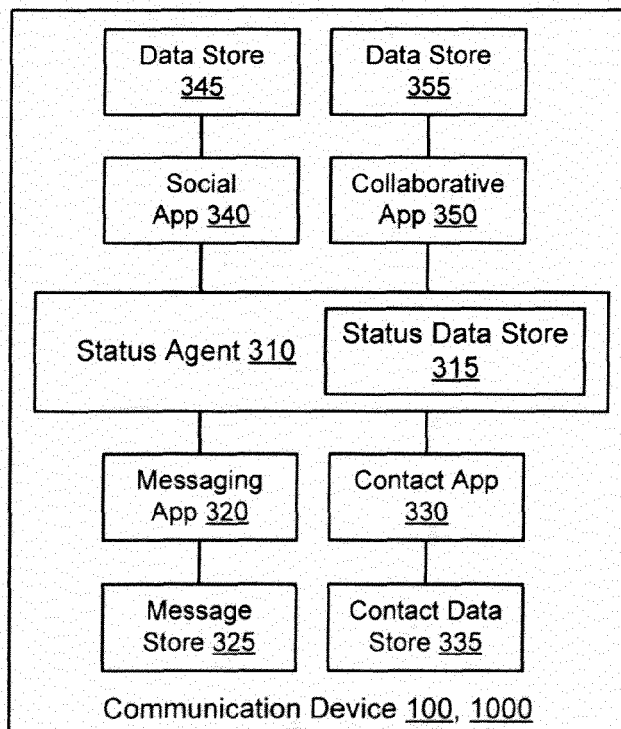 Data Store
345
Data Store
355
Social
App 340
Collaborative
App 350
Status Agent 310
Status Data Store
315
Messaging
App 320
Contact App
330
Message
Store 325
Contact Data
Store 335
Communication Device 100, 1000